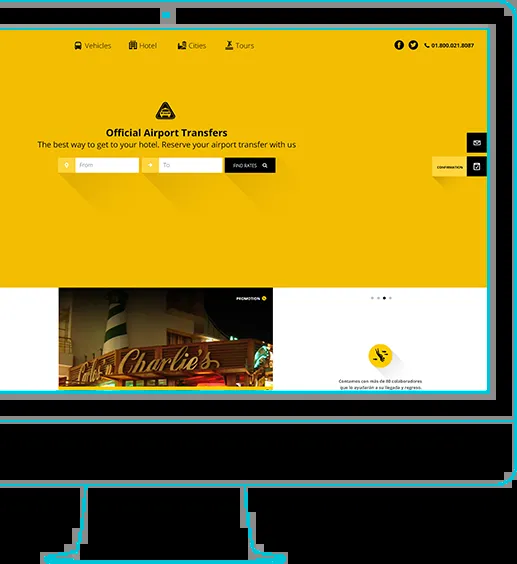 Vehicles Hotel Cities Tours 01.800.021.8087
Official Airport Transfers
The best way to get to your hotel. Reserve your airport transfer with us
From To FIND RATES
CONFIRMATION
PROMOTION
Carlos'n Charlie's
Contamos con más de 88 colaboradores
que le ayudarán a su llegada y regreso.